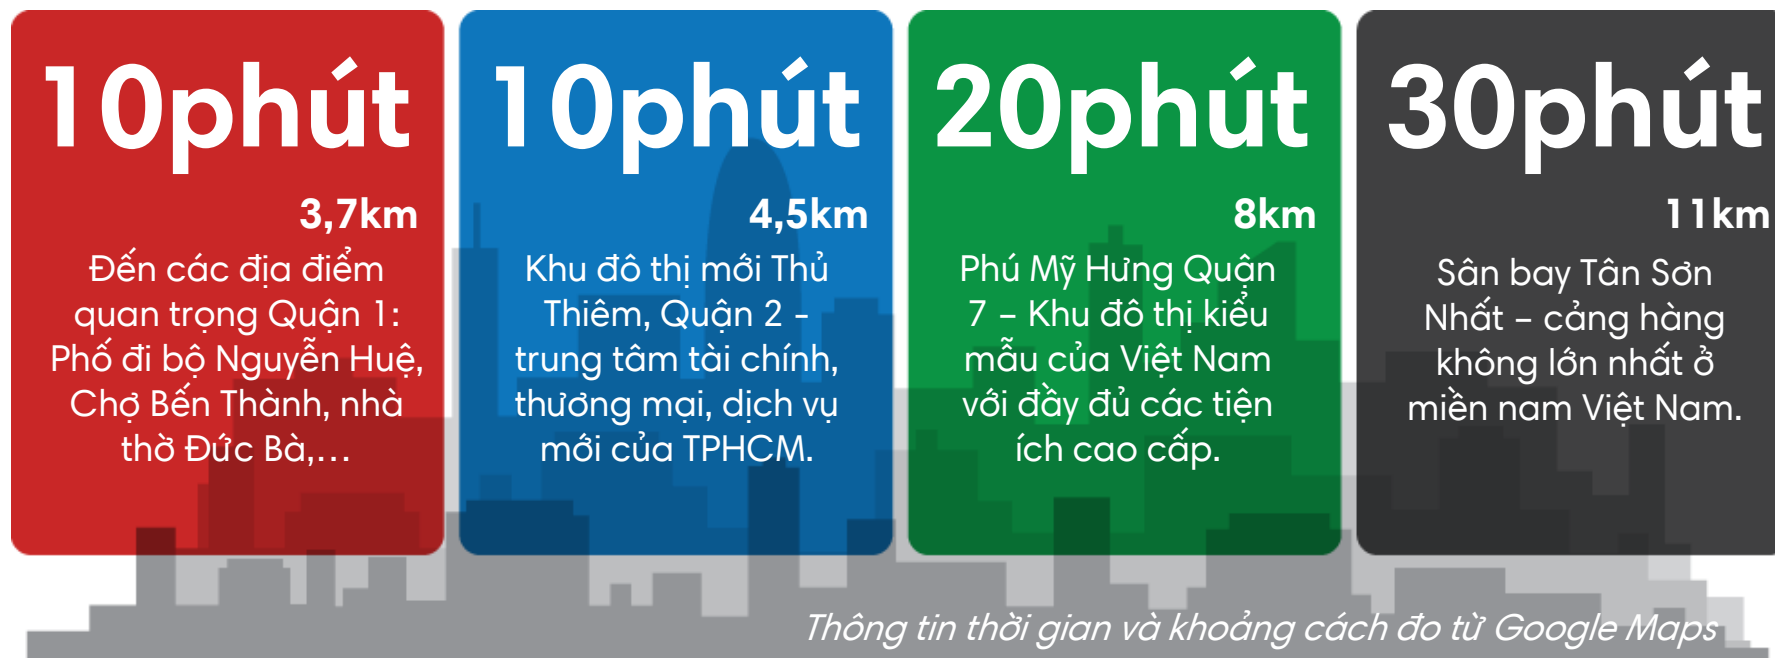 10phút
3,7km
Đến các địa điểm
quan trọng Quận 1:
Phố đi bộ Nguyễn Huệ,
Chợ Bến Thành, nhà
thờ Đức Bà,...
10phút
4,5km
Khu đô thị mới Thủ
Thiêm, Quận 2 -
trung tâm tài chính,
thương mại, dịch vụ
mới của TPHCM.
20phút
8km
Phú Mỹ Hưng Quận
7 – Khu đô thị kiểu
mẫu của Việt Nam
với đầy đủ các tiện
ích cao cấp.
30phút
11km
Sân bay Tân Sơn
Nhất – cảng hàng
không lớn nhất ở
miền nam Việt Nam.
Thông tin thời gian và khoảng cách đo từ Google Maps